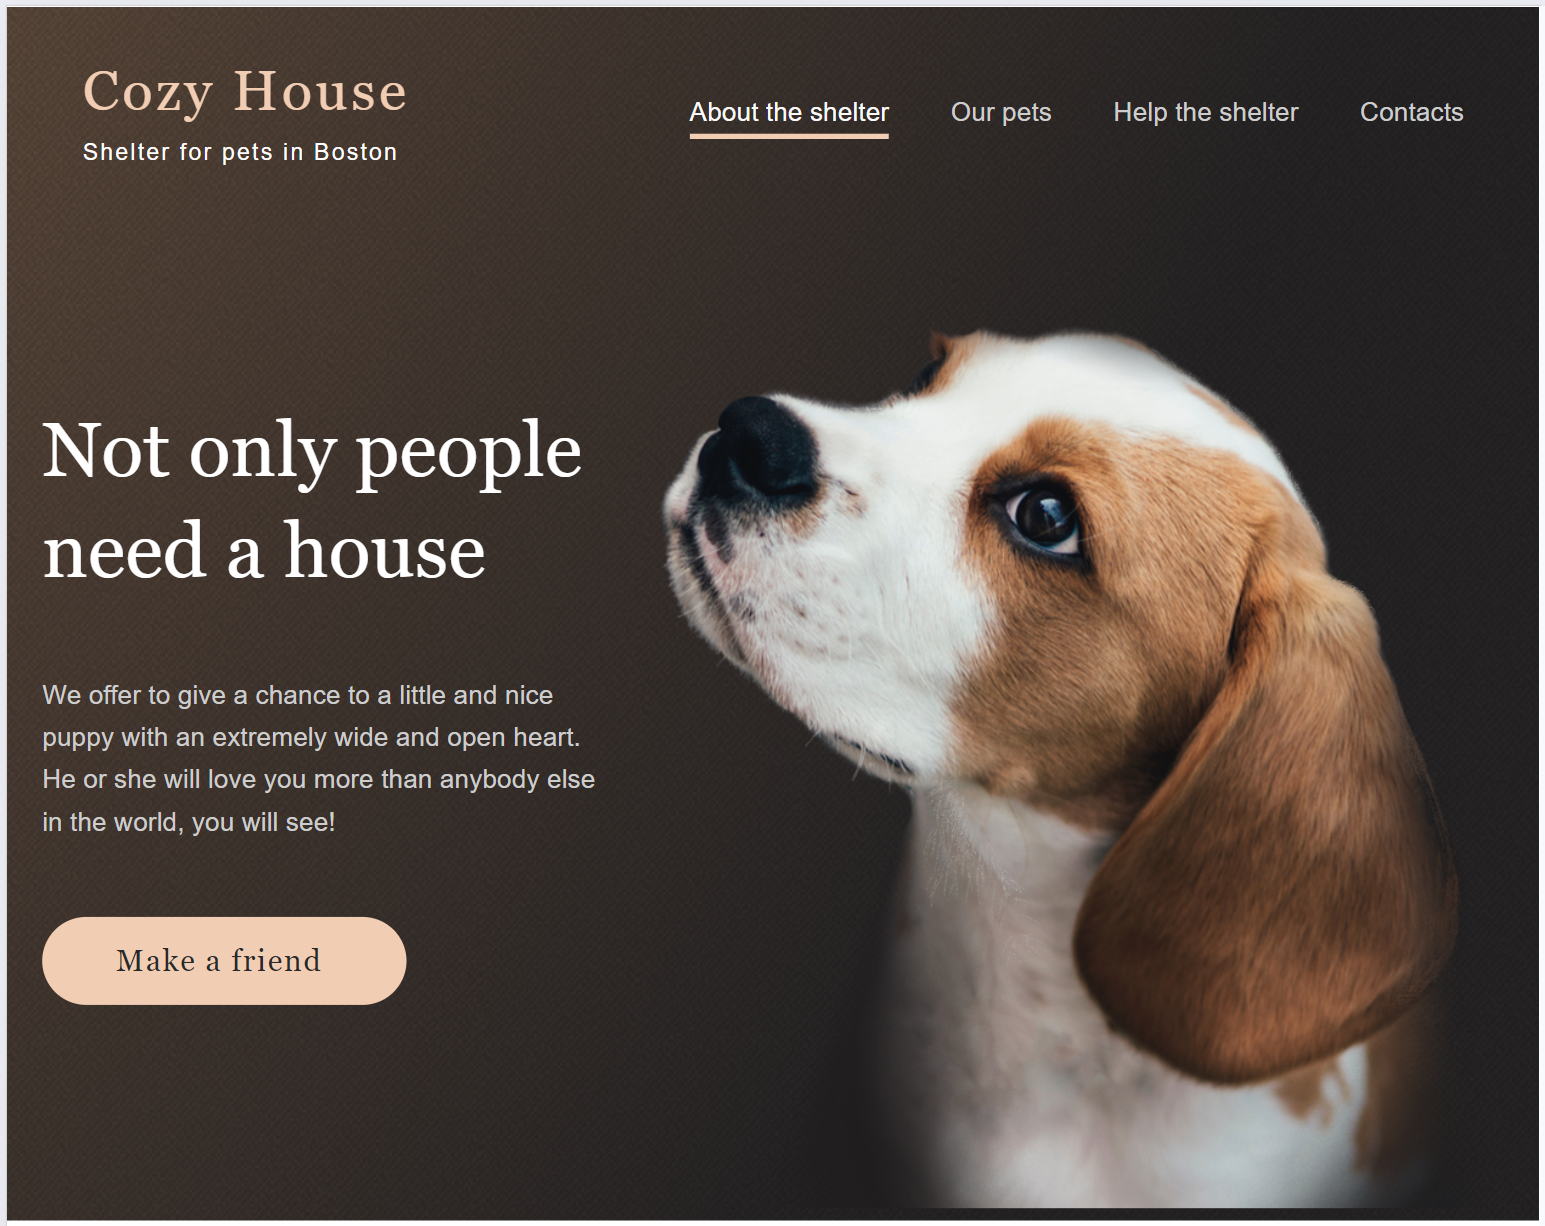 Cozy House
Shelter for pets in Boston
About the shelter
Our pets
Help the shelter
Contacts
Not only people
need a house
We offer to give a chance to a little and nice
puppy with an extremely wide and open heart.
He or she will love you more than anybody else
in the world, you will see!
Make a friend